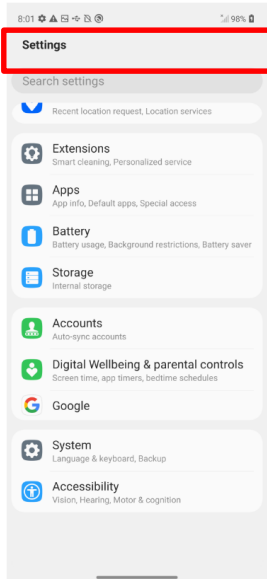 8:01 98%
Settings
Search settings
Recent location request, Location services
Extensions
Smart cleaning, Personalized service
Apps
App info, Default apps, Special access
Battery
Battery usage, Background restrictions, Battery saver
Storage
Internal storage
Accounts
Auto-sync accounts
Digital Wellbeing & parental controls
Screen time, app timers, bedtime schedules
Google
System
Language & keyboard, Backup
Accessibility
Vision, Hearing, Motor & cognition